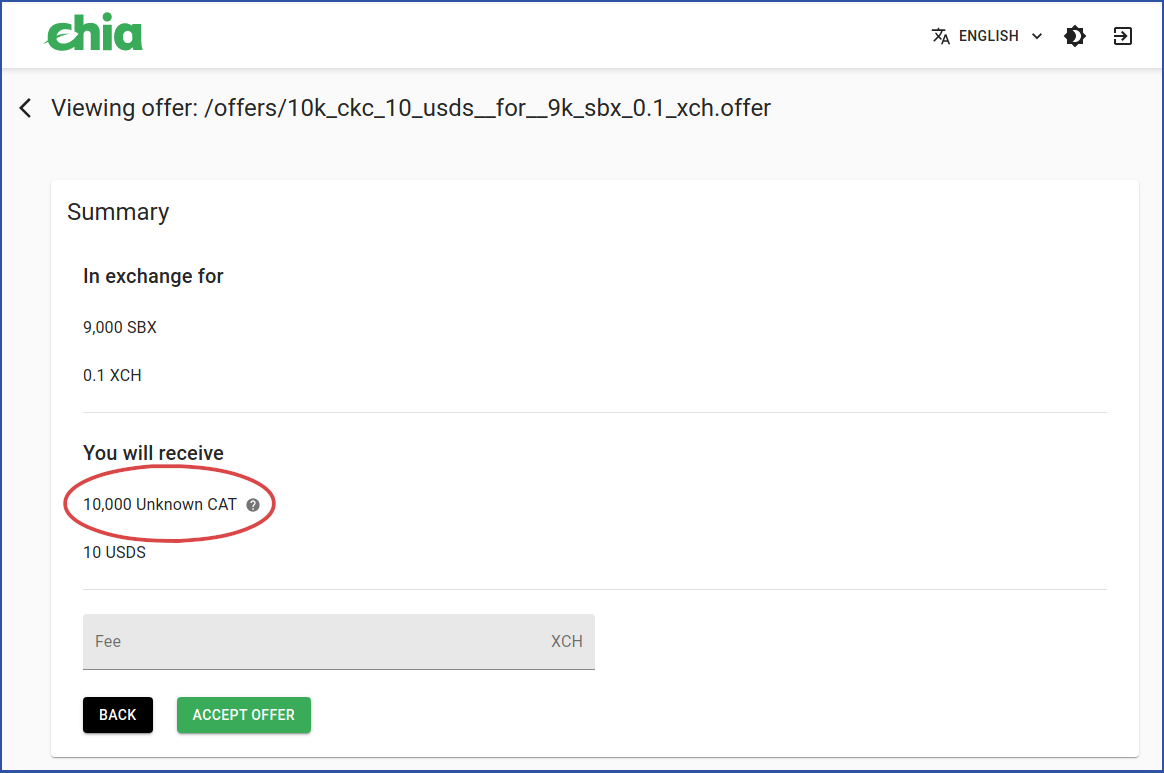 chia
ENGLISH
Viewing offer: /offers/10k_ckc_10_usds__for__9k_sbx_0.1_xch.offer
Summary
In exchange for
9,000 SBX
0.1 XCH
You will receive
10,000 Unknown CAT ?
10 USDS
Fee XCH
BACK ACCEPT OFFER